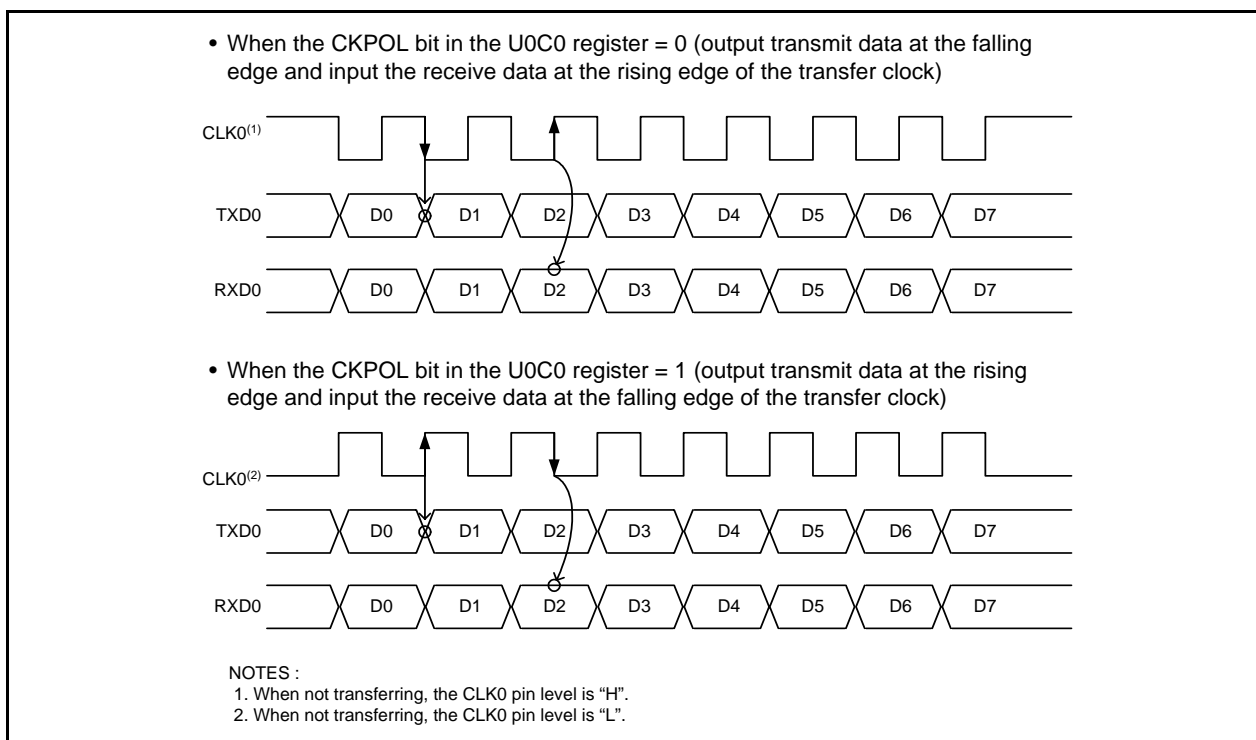 • When the CKPOL bit in the U0C0 register = 0 (output transmit data at the falling
edge and input the receive data at the rising edge of the transfer clock)
CLK0(1)
TXD0 D0 D1 D2 D3 D4 D5 D6 D7
RXD0 D0 D1 D2 D3 D4 D5 D6 D7
• When the CKPOL bit in the U0C0 register = 1 (output transmit data at the rising
edge and input the receive data at the falling edge of the transfer clock)
CLK0(2)
TXD0 D0 D1 D2 D3 D4 D5 D6 D7
RXD0 D0 D1 D2 D3 D4 D5 D6 D7
NOTES :
1. When not transferring, the CLK0 pin level is “H”.
2. When not transferring, the CLK0 pin level is “L”.